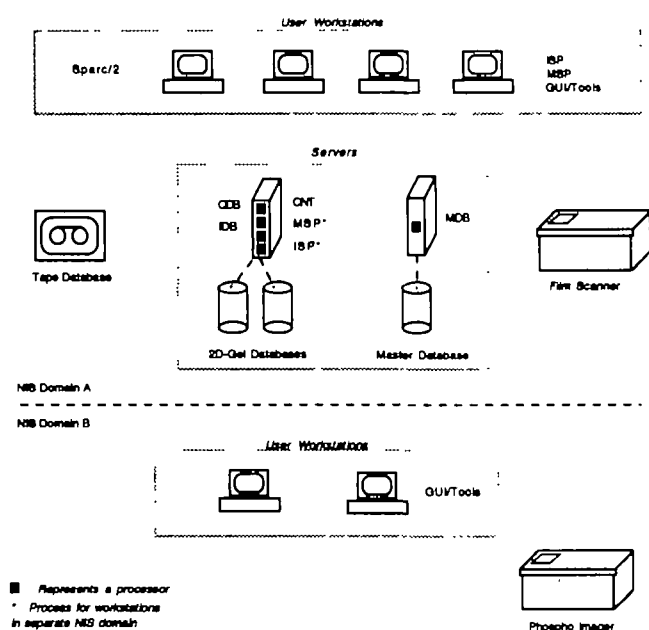 User Workstations
Sparc/2
ISP
MSP
GUI/Tools
Servers
QDB
IDB
CNT
MSP*
ISP*
MDB
Tape Database
Film Scanner
2D-Gel Databases
Master Database
NIS Domain A
NIS Domain B
User Workstations
GUI/Tools
Represents a processor
* Process for workstations
in separate NIS domain
Phospho Imager